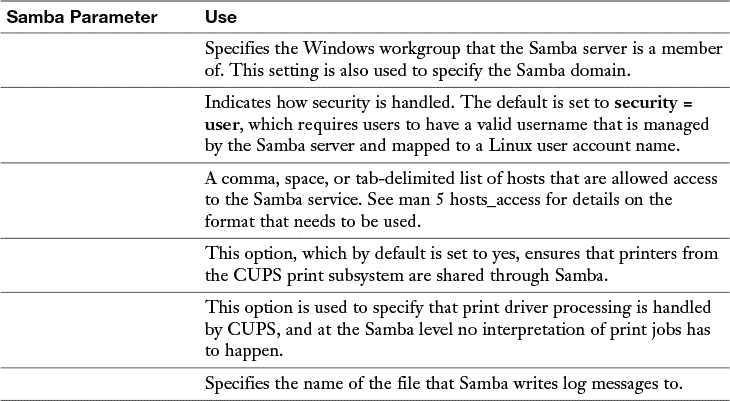 Samba Parameter Use
Specifies the Windows workgroup that the Samba server is a member
of. This setting is also used to specify the Samba domain.
Indicates how security is handled. The default is set to security =
user, which requires users to have a valid username that is managed
by the Samba server and mapped to a Linux user account name.
A comma, space, or tab-delimited list of hosts that are allowed access
to the Samba service. See man 5 hosts_access for details on the
format that needs to be used.
This option, which by default is set to yes, ensures that printers from
the CUPS print subsystem are shared through Samba.
This option is used to specify that print driver processing is handled
by CUPS, and at the Samba level no interpretation of print jobs has
to happen.
Specifies the name of the file that Samba writes log messages to.